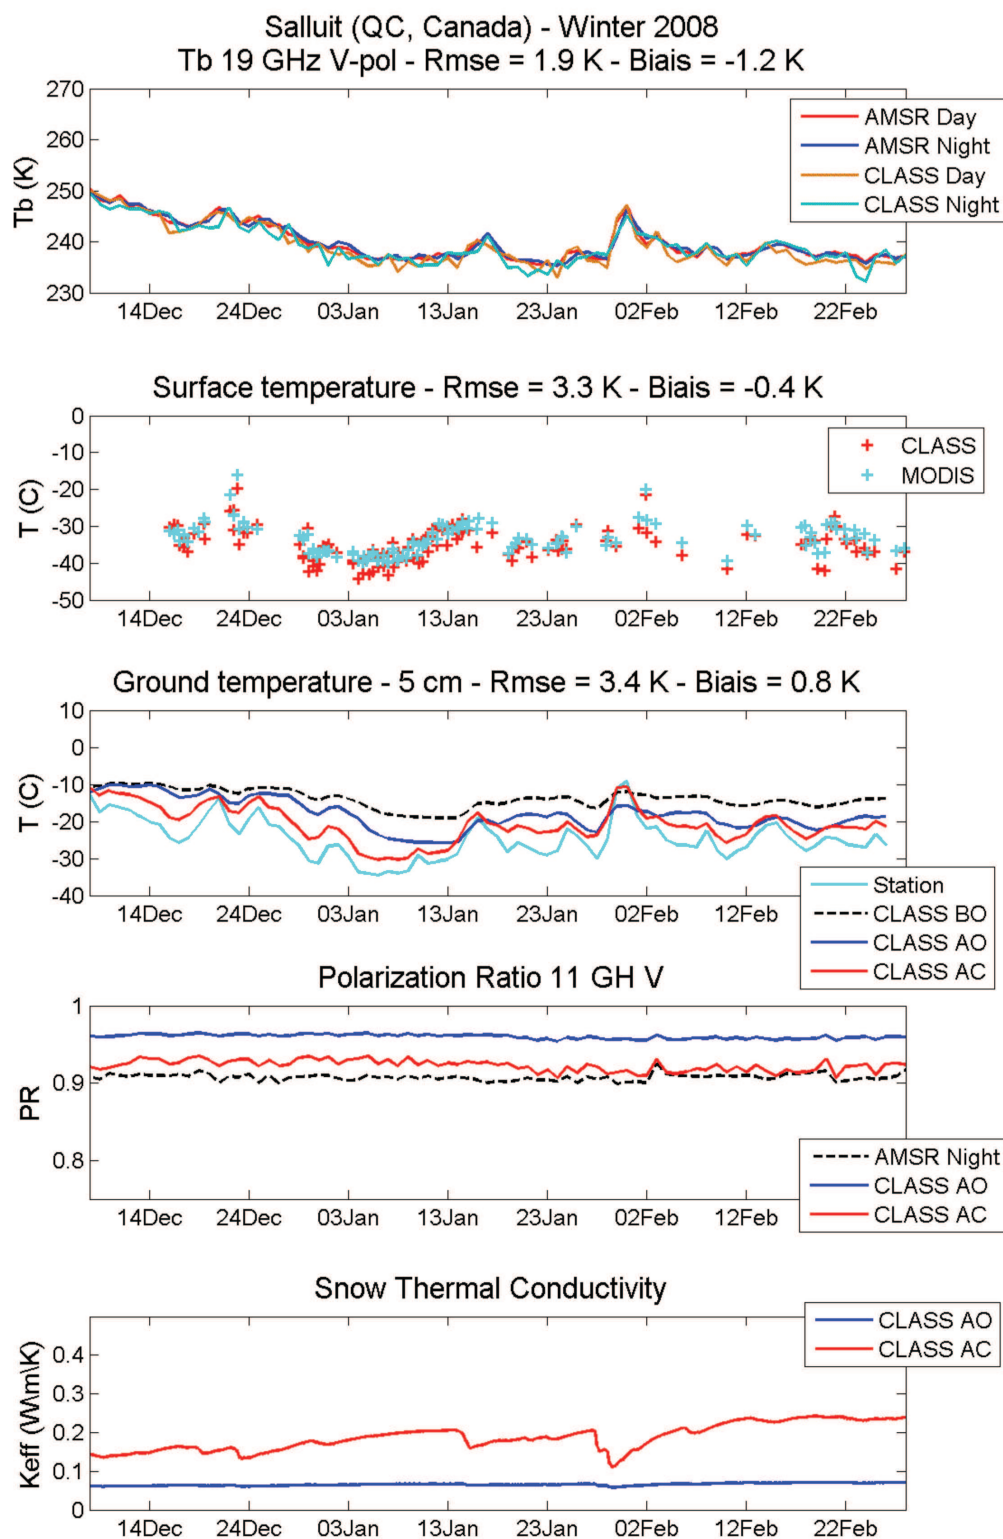 Salluit (QC, Canada) - Winter 2008
Tb 19 GHz V-pol - Rmse = 1.9 K - Biais = -1.2 K
270
260
250
240
230
Tb (K)
AMSR Day
AMSR Night
CLASS Day
CLASS Night
14Dec 24Dec 03Jan 13Jan 23Jan 02Feb 12Feb 22Feb
Surface temperature - Rmse = 3.3 K - Biais = -0.4 K
0
-10
-20
-30
-40
-50
T (C)
CLASS
MODIS
14Dec 24Dec 03Jan 13Jan 23Jan 02Feb 12Feb 22Feb
Ground temperature - 5 cm - Rmse = 3.4 K - Biais = 0.8 K
10
0
-10
-20
-30
-40
T (C)
14Dec 24Dec 03Jan 13Jan 23Jan 02Feb
Station
CLASS BO
CLASS AO
CLASS AC
Polarization Ratio 11 GH V
1
0.9
0.8
PR
AMSR Night
CLASS AO
CLASS AC
14Dec 24Dec 03Jan 13Jan 23Jan 02Feb 12Feb
Snow Thermal Conductivity
CLASS AO
CLASS AC
0.4
0.3
0.2
0.1
0
Keff (W\m\K)
14Dec 24Dec 03Jan 13Jan 23Jan 02Feb 12Feb 22Feb